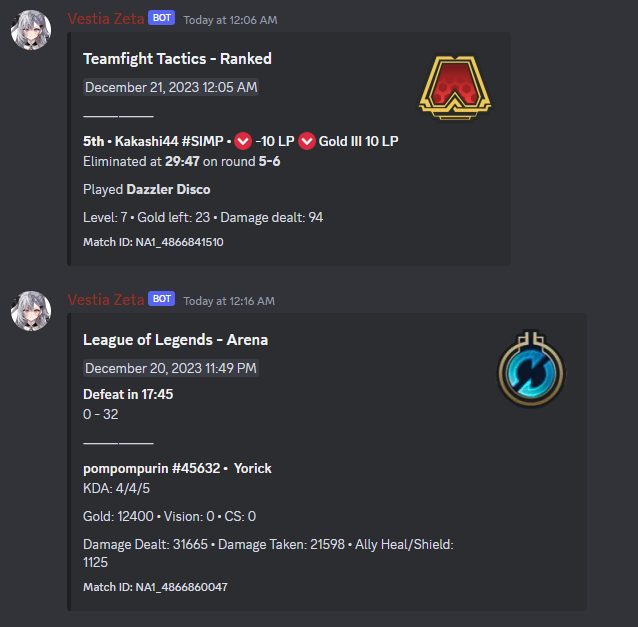 Vestia Zeta BOT Today at 12:06 AM
Teamfight Tactics - Ranked
December 21, 2023 12:05 AM
5th • Kakashi44 #SIMP • -10 LP Gold III 10 LP
Eliminated at 29:47 on round 5-6
Played Dazzler Disco
Level: 7 • Gold left: 23 • Damage dealt: 94
Match ID: NA1_4866841510
Vestia Zeta BOT Today at 12:16 AM
League of Legends - Arena
December 20, 2023 11:49 PM
Defeat in 17:45
0 - 32
pompompurin #45632 • Yorick
KDA: 4/4/5
Gold: 12400 • Vision: 0 • CS: 0
Damage Dealt: 31665 • Damage Taken: 21598 • Ally Heal/Shield:
1125
Match ID: NA1_4866860047